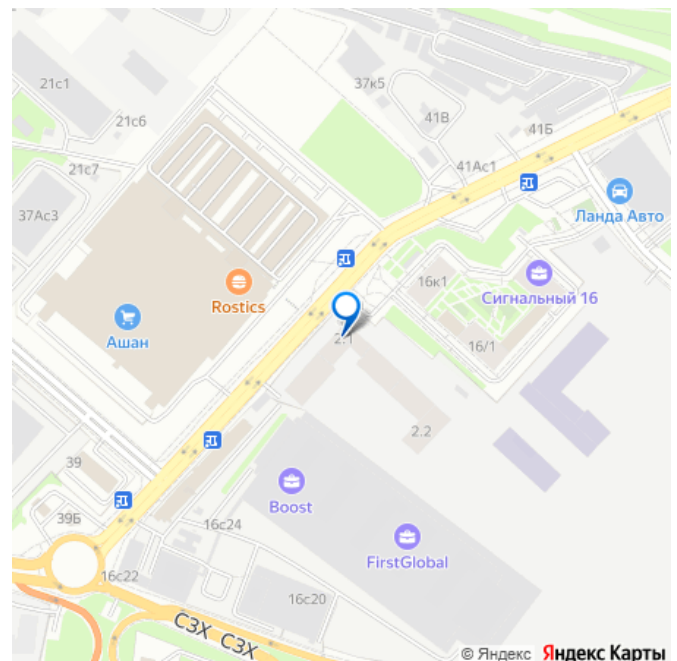 21с1
37к5
21с6
41В
41Б
21с7
41Ас1
Ланда Авто
37Ас3
16к1
Rostics
Сигнальный 16
Ашан
2.1
16/1
2.2
39
Boost
39Б
16с24
FirstGlobal
16с22
16с20
СЗХ СЗХ
© Яндекс Яндекс Карты